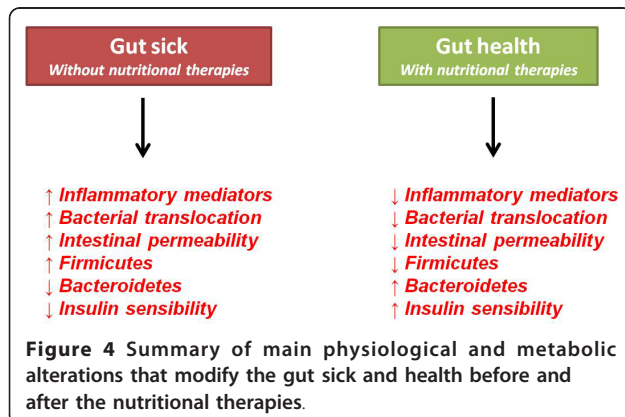 Gut sick
Without nutritional therapies
Gut health
With nutritional therapies
↑ Inflammatory mediators
↑ Bacterial translocation
↑ Intestinal permeability
↑ Firmicutes
↓ Bacteroidetes
↓ Insulin sensibility
↓ Inflammatory mediators
↓ Bacterial translocation
↓ Intestinal permeability
↓ Firmicutes
↑ Bacteroidetes
↑ Insulin sensibility
Figure 4 Summary of main physiological and metabolic
alterations that modify the gut sick and health before and
after the nutritional therapies.